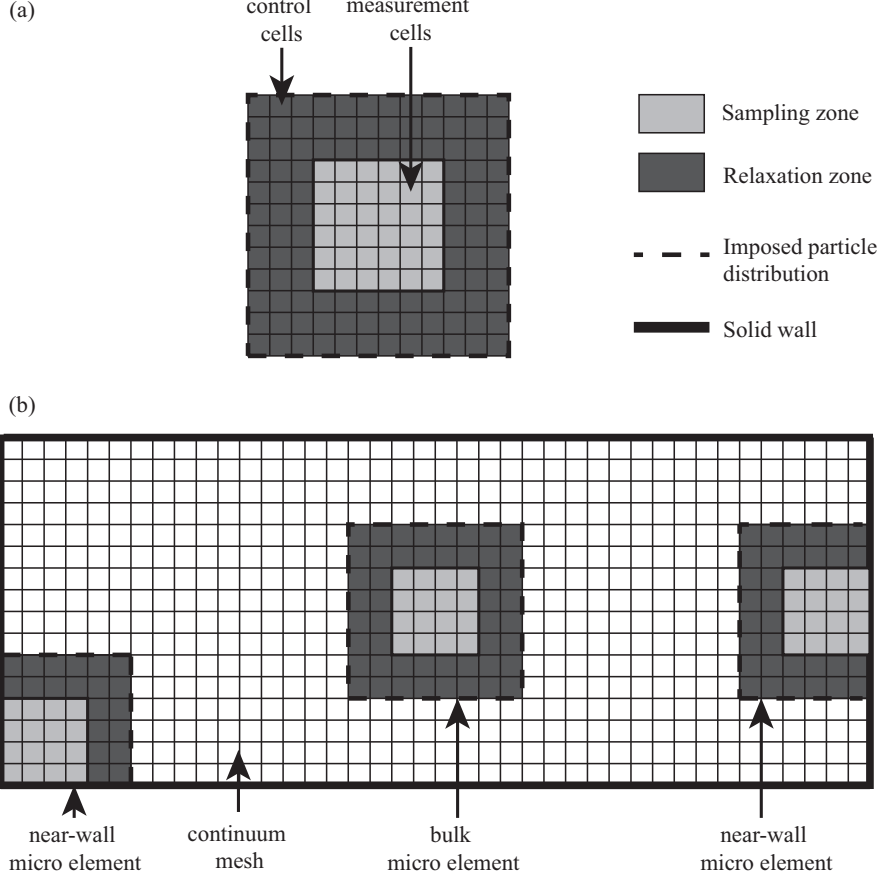 (a)
control
cells
measurement
cells
Sampling zone
Relaxation zone
Imposed particle
distribution
Solid wall
(b)
near-wall
micro element
continuum
mesh
bulk
micro element
near-wall
micro element